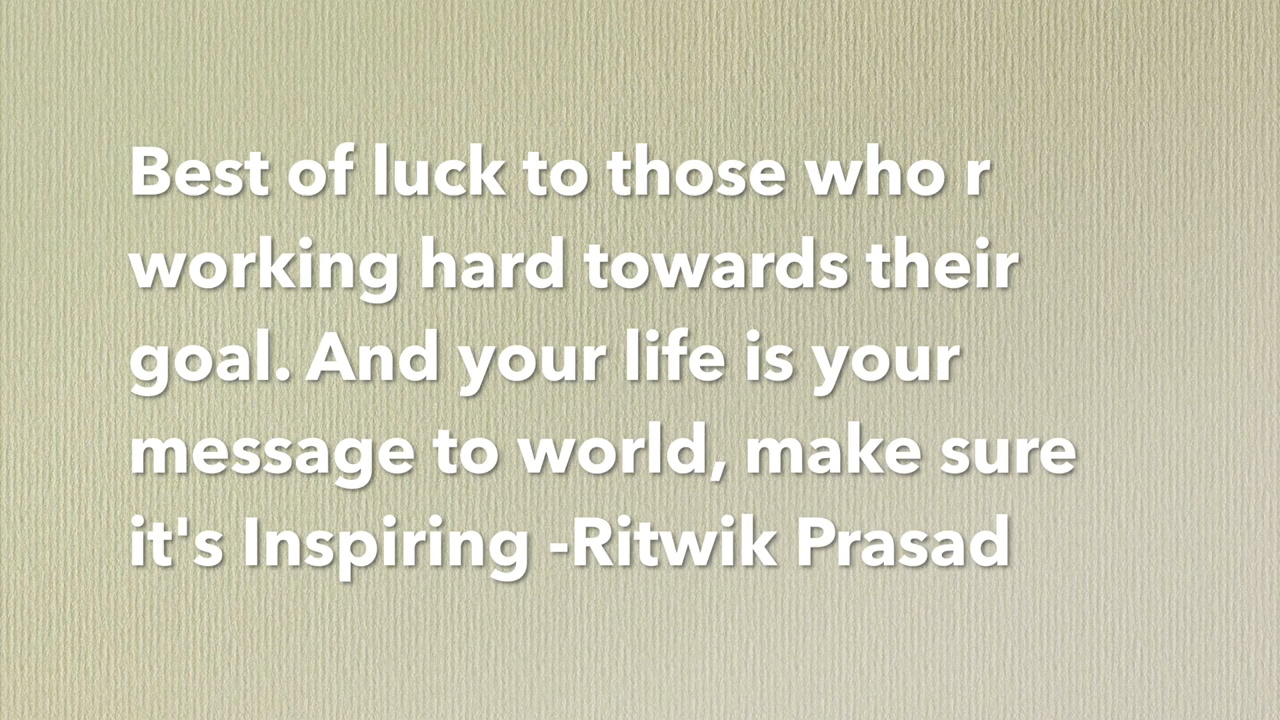 Best of luck to those who r
working hard towards their
goal. And your life is your
message to world, make sure
it's Inspiring -Ritwik Prasad